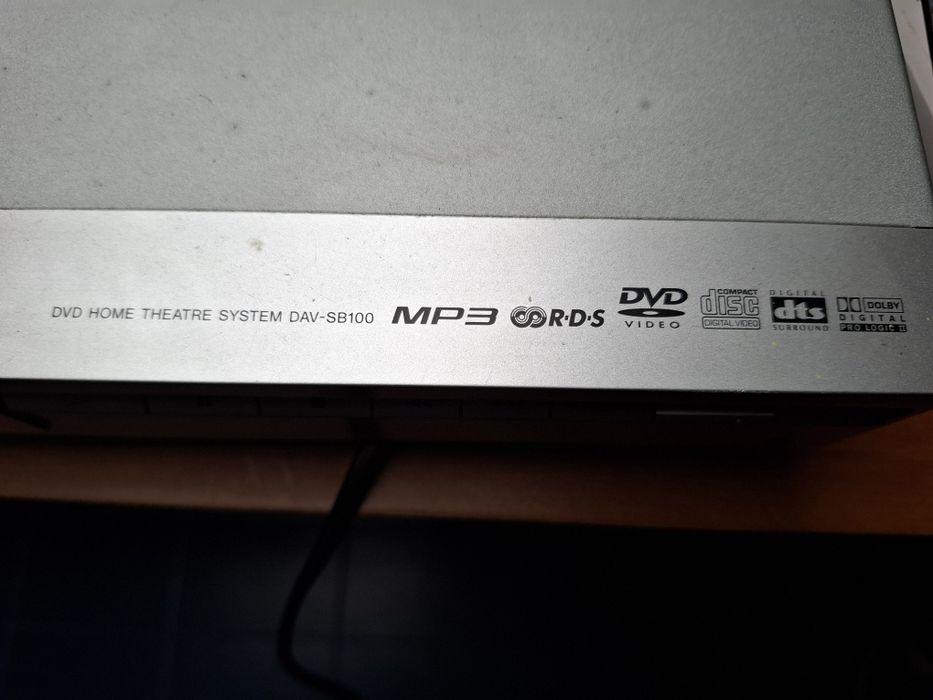 DVD HOME THEATRE SYSTEM DAV-SB100 MP3 R·D·S
DVD
VIDEO
COMPACT
disc
DIGITAL VIDEO
DIGITAL
dts
SURROUND
DOLBY
DIGITAL
PRO LOGIC II